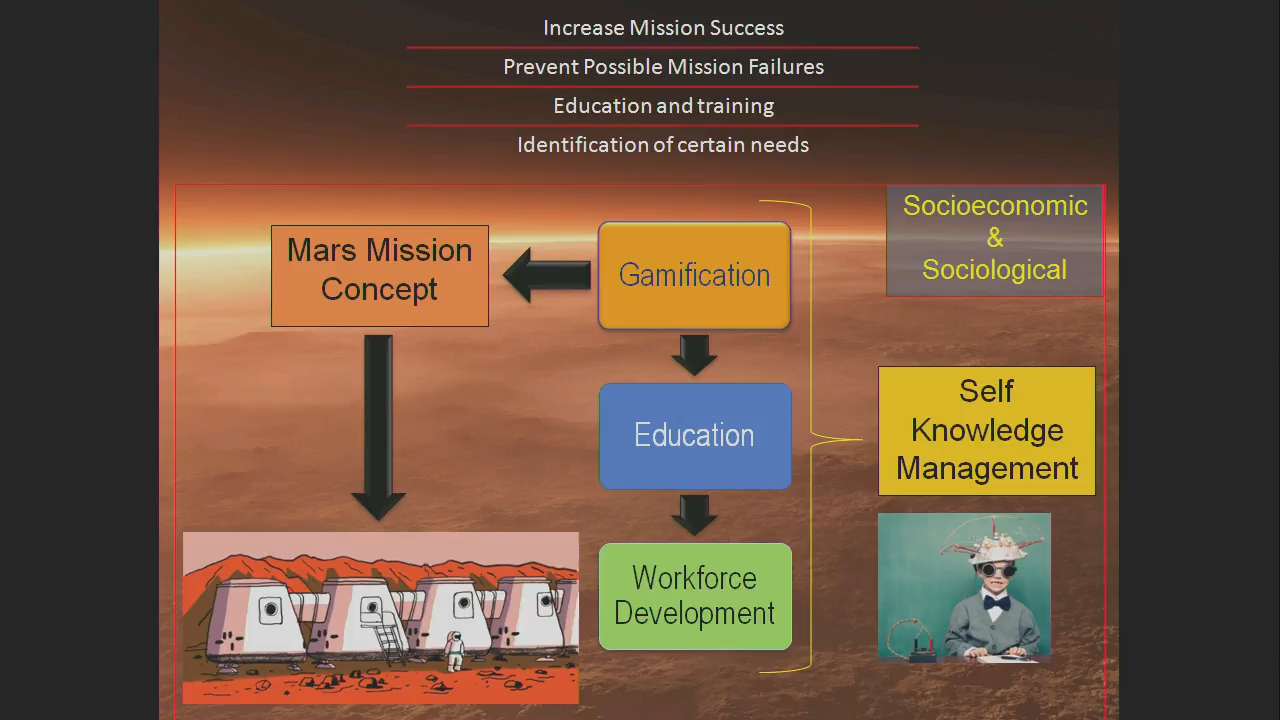 Increase Mission Success
Prevent Possible Mission Failures
Education and training
Identification of certain needs
Socioeconomic
&
Sociological
Mars Mission
Concept
Gamification
Self
Knowledge
Management
Education
Workforce
Development